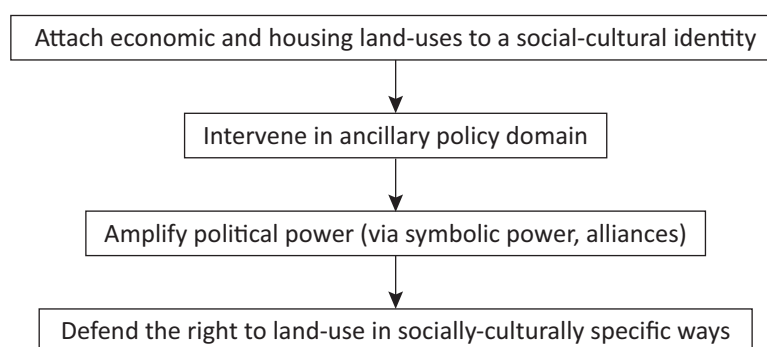 Attach economic and housing land-uses to a social-cultural identity
Intervene in ancillary policy domain
Amplify political power (via symbolic power, alliances)
Defend the right to land-use in socially-culturally specific ways